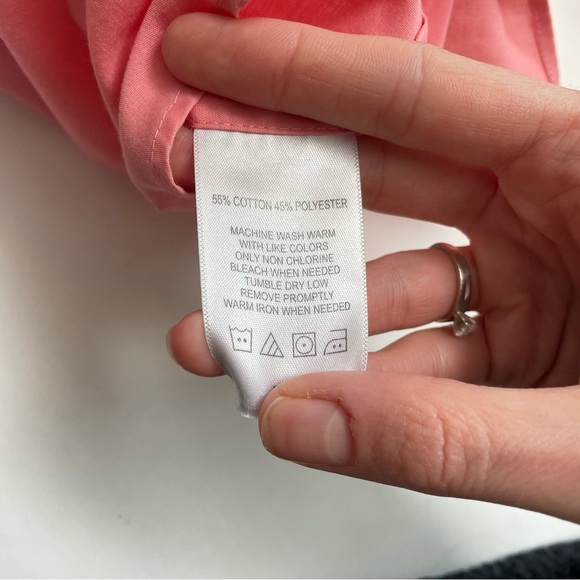 55% COTTON 45% POLYESTER
MACHINE WASH WARM
WITH LIKE COLORS
ONLY NON CHLORINE
BLEACH WHEN NEEDED
TUMBLE DRY LOW
REMOVE PROMPTLY
WARM IRON WHEN NEEDED